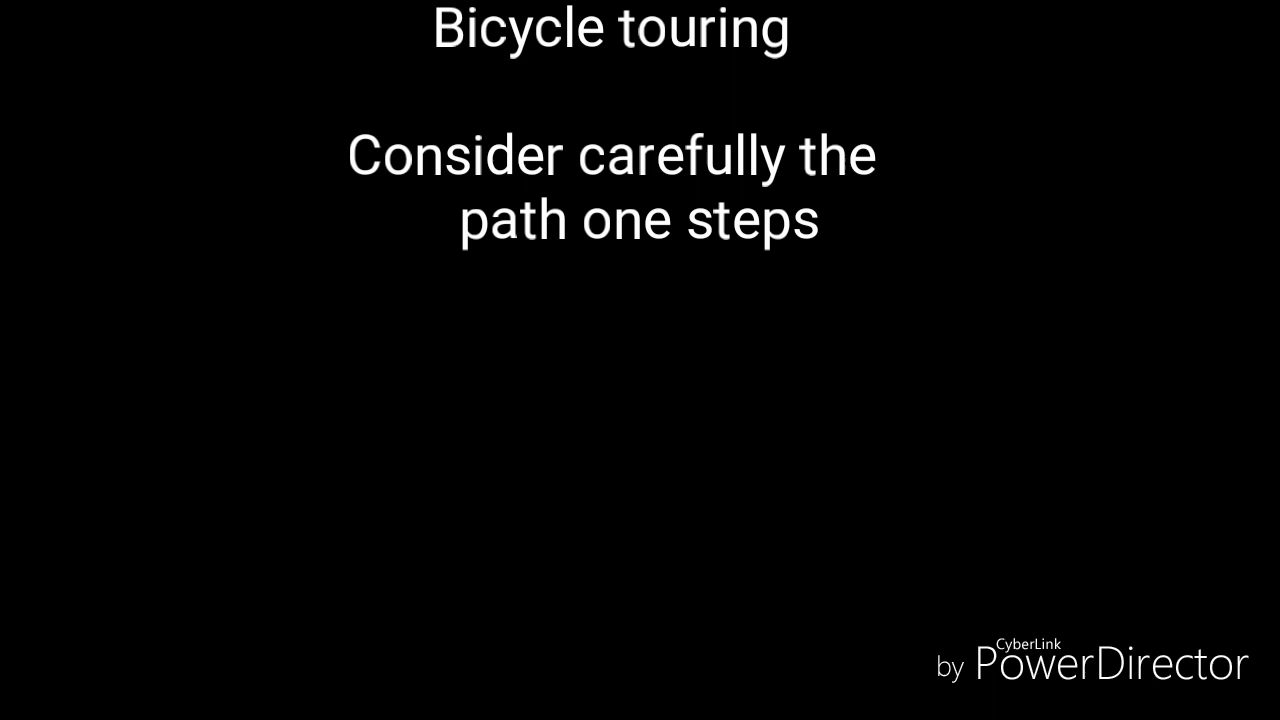 Bicycle touring
Consider carefully the
path one steps
CyberLink
by PowerDirector